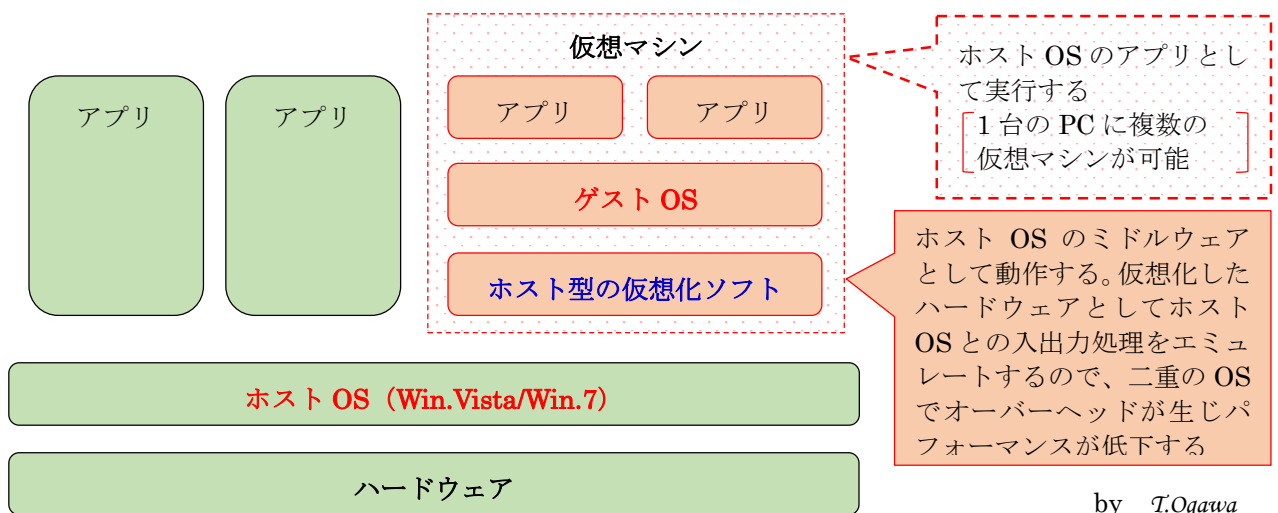 仮想マシン
アプリ
アプリ
アプリ
アプリ
ゲスト OS
ホスト型の仮想化ソフト
ホスト OS（Win.Vista/Win.7）
ハードウェア
ホスト OS のアプリとし
て実行する
1 台の PC に複数の
仮想マシンが可能
ホスト OS のミドルウェア
として動作する。仮想化した
ハードウェアとしてホスト
OS との入出力処理をエミュ
レートするので、二重の OS
でオーバーヘッドが生じパ
フォーマンスが低下する
by T.Ogawa